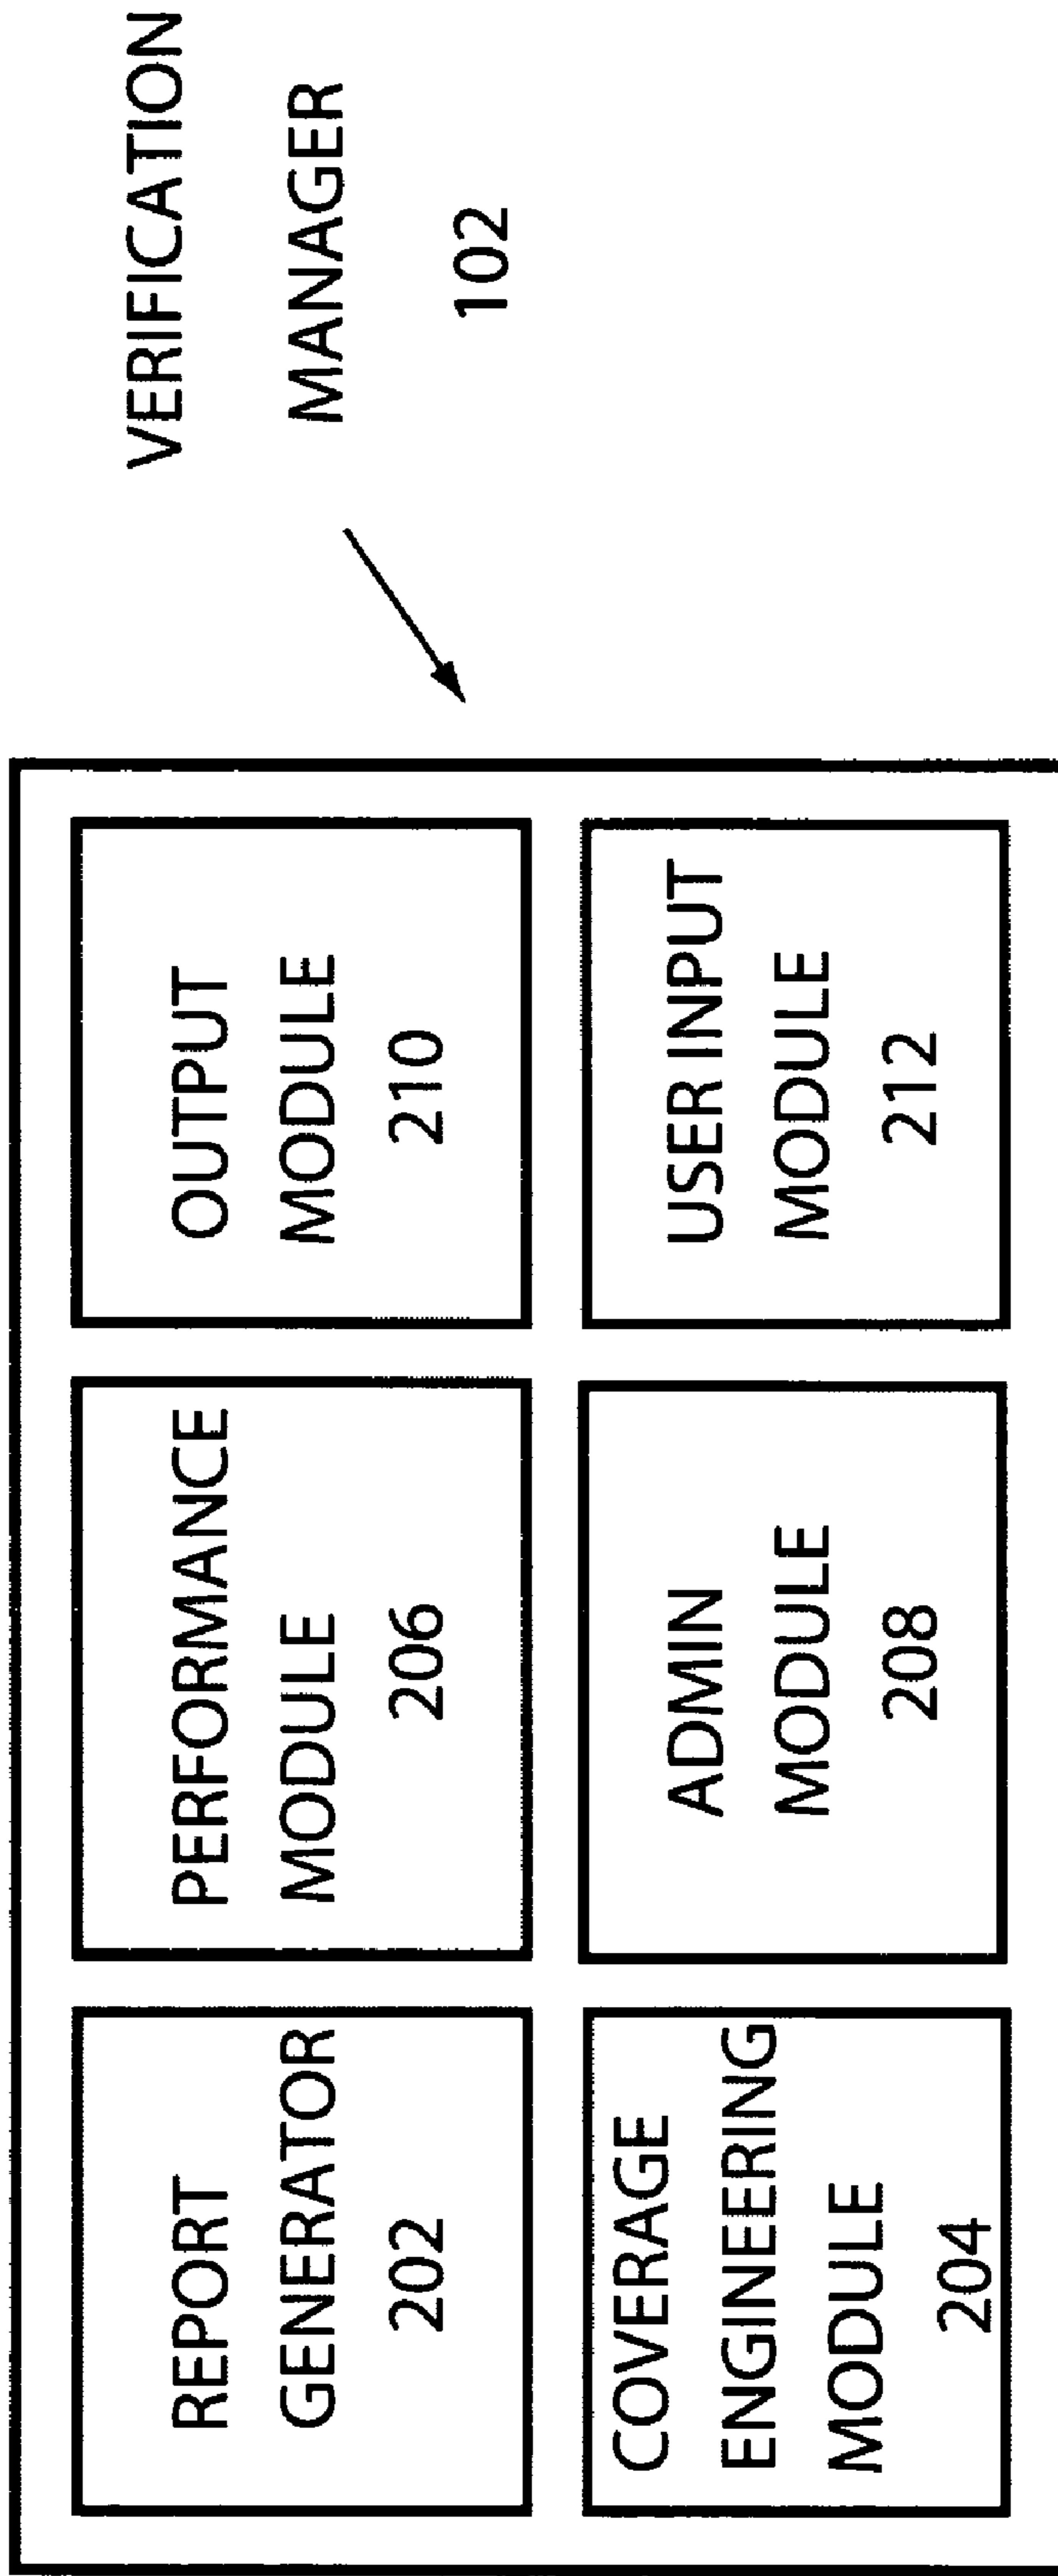 REPORT
GENERATOR
202
PERFORMANCE
MODULE
206
OUTPUT
MODULE
210
COVERAGE
ENGINEERING
MODULE
204
ADMIN
MODULE
208
USER INPUT
MODULE
212
VERIFICATION
MANAGER
102